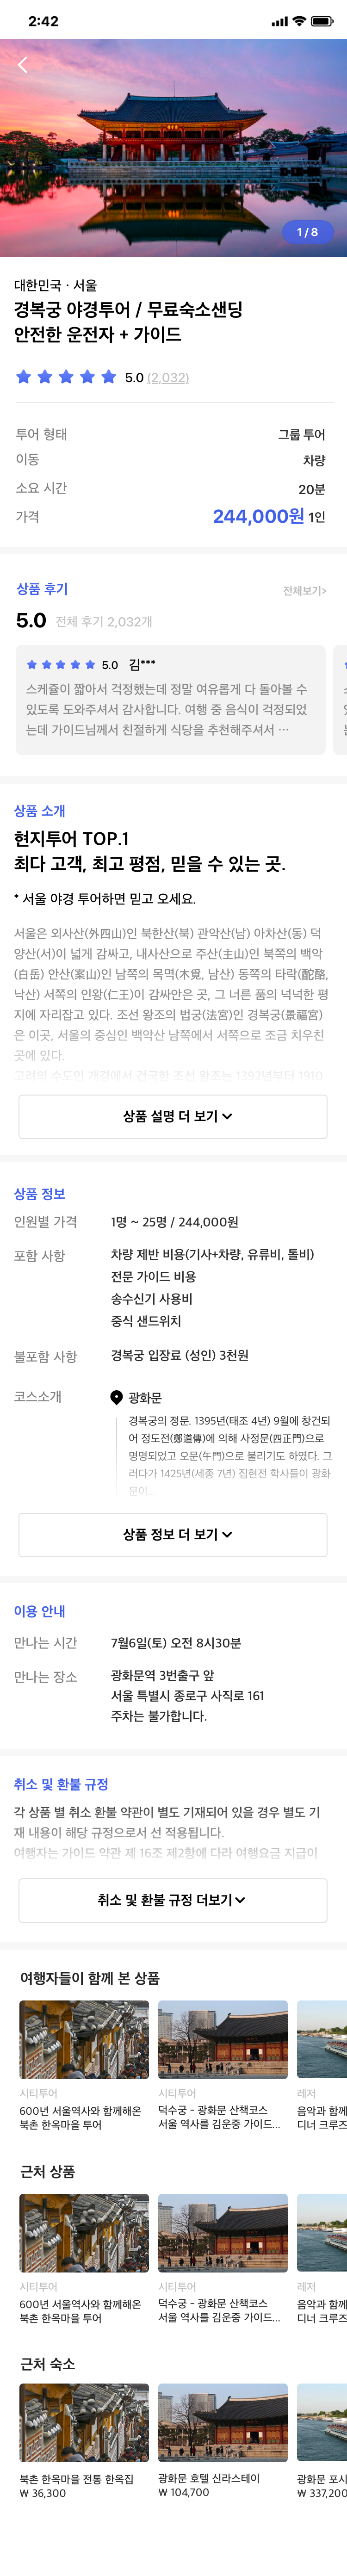 2:42
1 / 8
대한민국 · 서울
경복궁 야경투어 / 무료숙소샌딩
안전한 운전자 + 가이드
5.0 (2,032)
투어 형태 그룹 투어
이동 차량
소요 시간 20분
가격 244,000원 1인
상품 후기 전체보기>
5.0 전체 후기 2,032개
5.0 김***
스케쥴이 짧아서 걱정했는데 정말 여유롭게 다 돌아볼 수
있도록 도와주셔서 감사합니다. 여행 중 음식이 걱정되었
는데 가이드님께서 친절하게 식당을 추천해주셔서 ⋯
상품 소개
현지투어 TOP.1
최다 고객, 최고 평점, 믿을 수 있는 곳.
* 서울 야경 투어하면 믿고 오세요.
서울은 외사산(外四山)인 북한산(북) 관악산(남) 아차산(동) 덕
양산(서)이 넓게 감싸고, 내사산으로 주산(主山)인 북쪽의 백악
(白岳) 안산(案山)인 남쪽의 목멱(木覓, 남산) 동쪽의 타락(酡酪,
낙산) 서쪽의 인왕(仁王)이 감싸안은 곳, 그 너른 품의 넉넉한 평
지에 자리잡고 있다. 조선 왕조의 법궁(法宮)인 경복궁(景福宮)
은 이곳, 서울의 중심인 백악산 남쪽에서 서쪽으로 조금 치우친
곳에 있다.
고려의 수도인 개경에서 건국한 조선 왕조는 1392년부터 1910
상품 설명 더 보기
상품 정보
인원별 가격 1명 ~ 25명 / 244,000원
포함 사항 차량 제반 비용(기사+차량, 유류비, 톨비)
전문 가이드 비용
송수신기 사용비
중식 샌드위치
불포함 사항 경복궁 입장료 (성인) 3천원
코스소개 광화문
경복궁의 정문. 1395년(태조 4년) 9월에 창건되
어 정도전(鄭道傳)에 의해 사정문(四正門)으로
명명되었고 오문(午門)으로 불리기도 하였다. 그
러다가 1425년(세종 7년) 집현전 학사들이 광화
문이...
상품 정보 더 보기
이용 안내
만나는 시간 7월6일(토) 오전 8시30분
만나는 장소 광화문역 3번출구 앞
서울 특별시 종로구 사직로 161
주차는 불가합니다.
취소 및 환불 규정
각 상품 별 취소 환불 약관이 별도 기재되어 있을 경우 별도 기
재 내용이 해당 규정으로서 선 적용됩니다.
여행자는 가이드 약관 제 16조 제2항에 다라 여행요금 지급이
취소 및 환불 규정 더보기
여행자들이 함께 본 상품
시티투어 시티투어 레저
600년 서울역사와 함께해온 덕수궁 - 광화문 산책코스 음악과 함께
북촌 한옥마을 투어 서울 역사를 김운중 가이드... 디너 크루즈
근처 상품
시티투어 시티투어 레저
600년 서울역사와 함께해온 덕수궁 - 광화문 산책코스 음악과 함께
북촌 한옥마을 투어 서울 역사를 김운중 가이드... 디너 크루즈
근처 숙소
북촌 한옥마을 전통 한옥집 광화문 호텔 신라스테이 광화문 포시
₩ 36,300 ₩ 104,700 ₩ 337,200